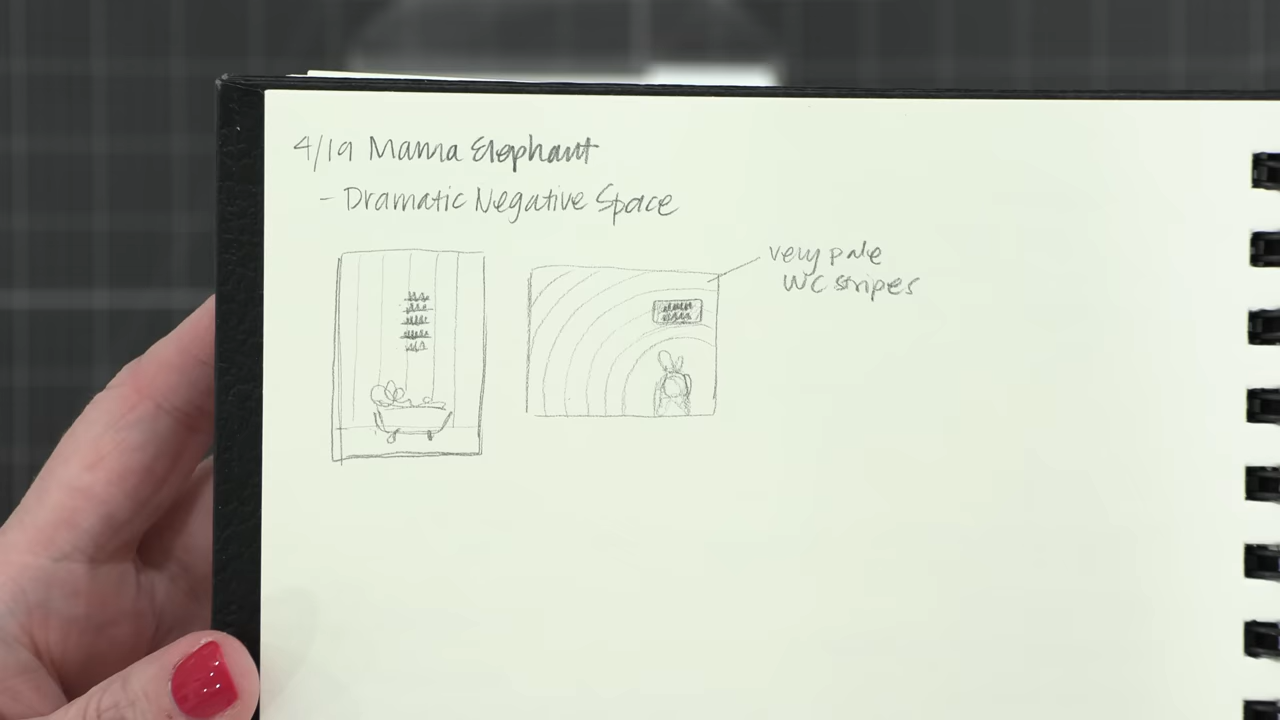 4/19 Mama Elephant
- Dramatic Negative Space
very pale
WC stripes